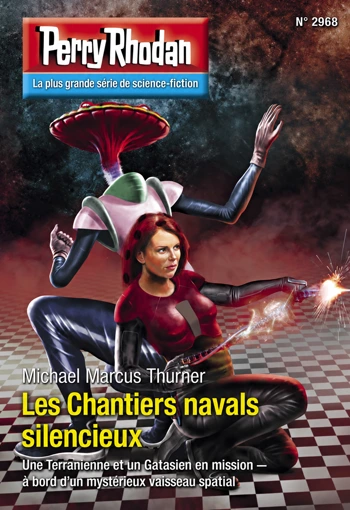 N° 2968
Perry Rhodan
La plus grande série de science-fiction
Michael Marcus Thurner
Les Chantiers navals
silencieux
Une Terranienne et un Gatasien en mission —
à bord d'un mystérieux vaisseau spatial